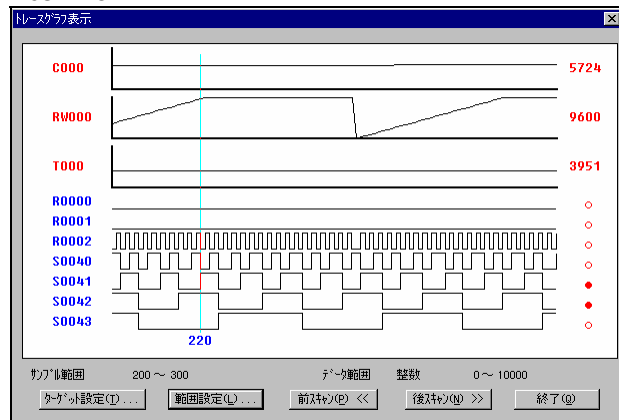 トレースグラフ表示
C000 5724
RW000 9600
T000 3951
R0000
R0001
R0002
S0040
S0041
S0042
S0043
220
サンプル範囲 200 ~ 300 データ範囲 整数 0 ~ 10000
ターゲット設定(T)... 範囲設定(L)... 前スキャン(P) << 後スキャン(N) >> 終了(Q)